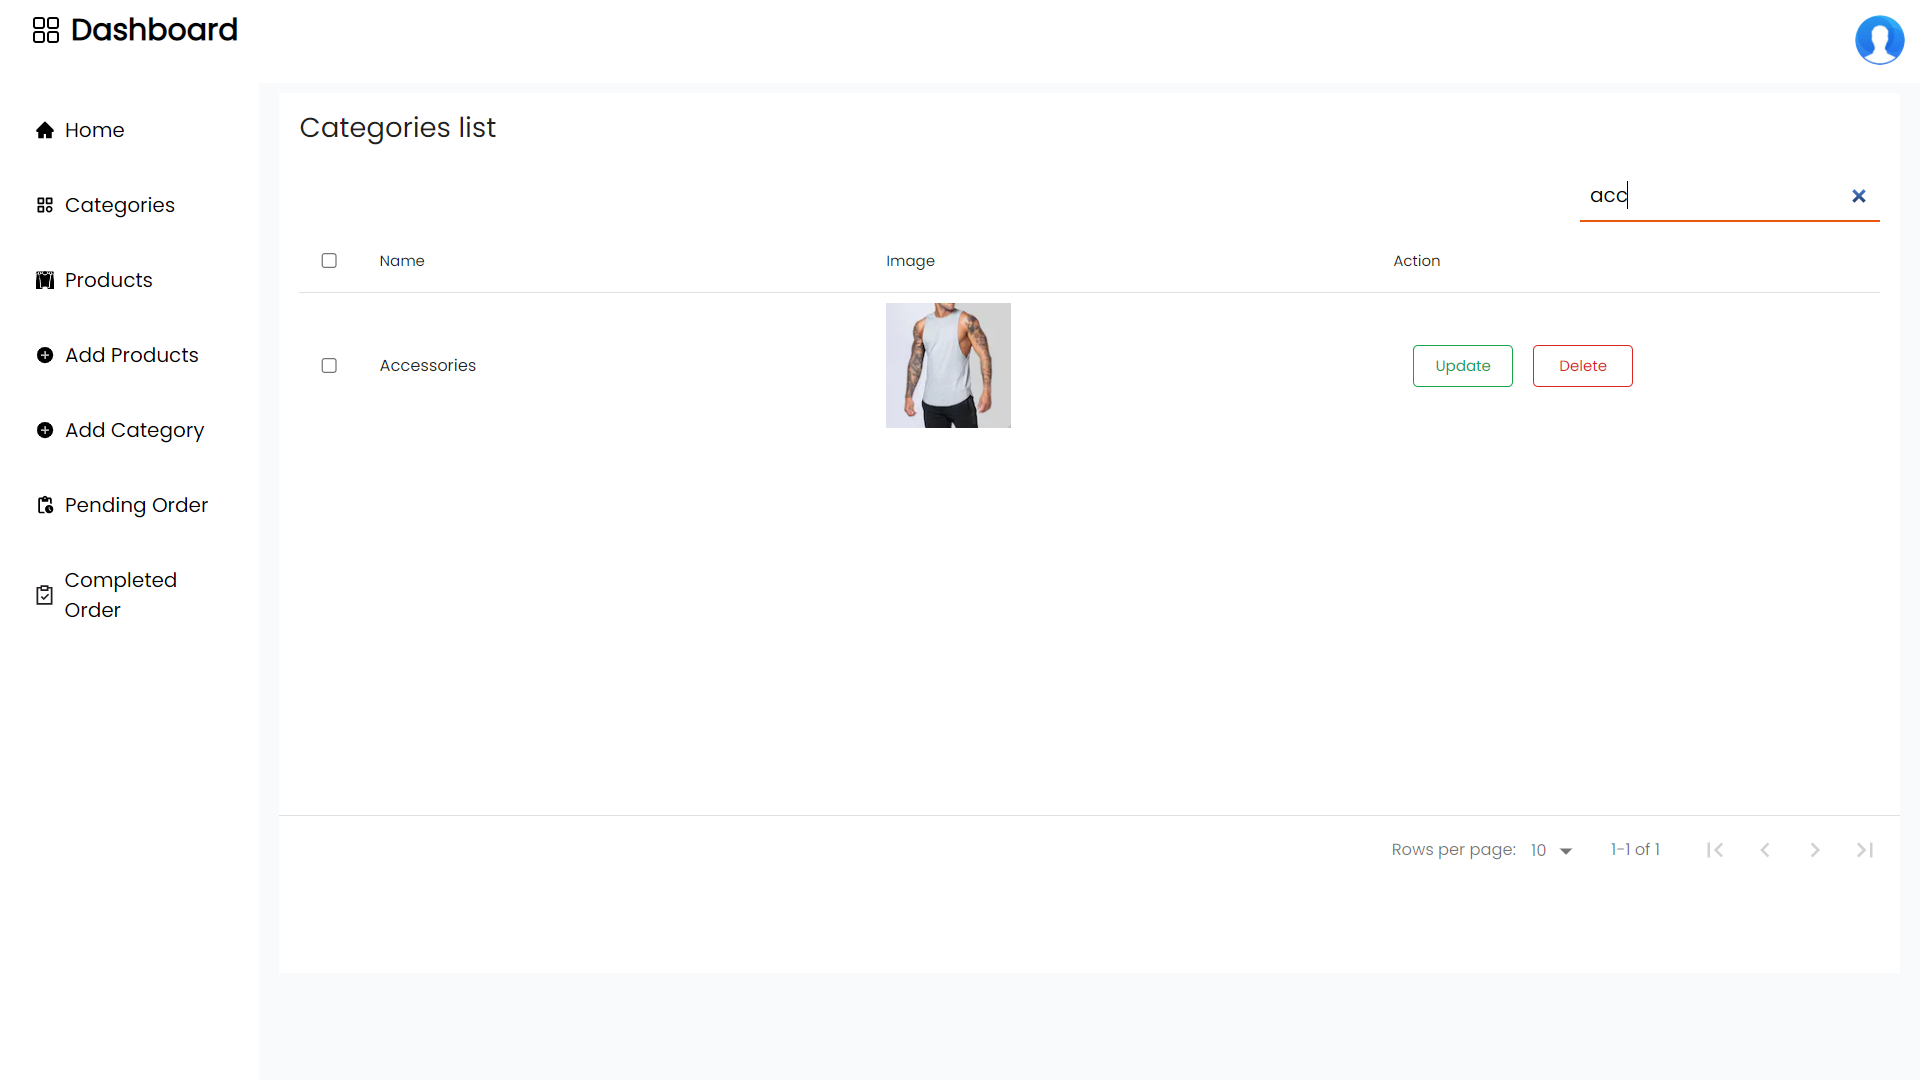 Dashboard
Home
Categories
Products
Add Products
Add Category
Pending Order
Completed
Order
Categories list
acc
Name Image Action
Accessories Update Delete
Rows per page: 10 1-1 of 1